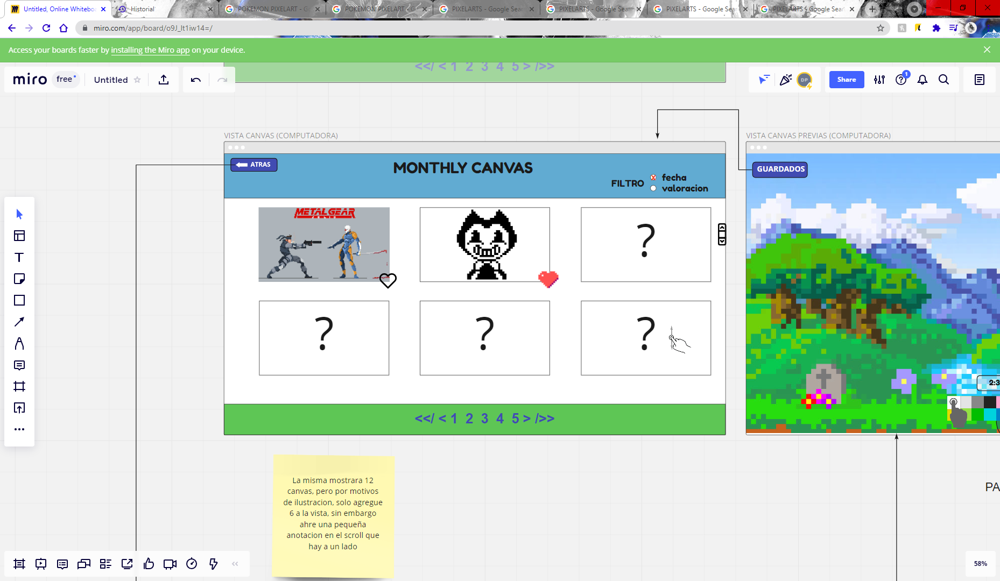 Untitled, Online Whiteboa
Historial
POKEMON PIXELART - G
POKEMON PIXELART - G
PIXELARTS - Google Sear
PIXELARTS - Google Sear
PIXELARTS - Google Sear
PIXELARTS - Google Sear
miro.com/app/board/o9J_lt1iw14=/
Access your boards faster by installing the Miro app on your device.
<</ < 1 2 3 4 5 > />>
miro free Untitled
DP
Share
1
VISTA CANVAS (COMPUTADORA)
VISTA CANVAS PREVIAS (COMPUTADORA)
ATRAS
MONTHLY CANVAS
FILTRO
fecha
valoracion
GUARDADOS
METAL GEAR
?
? ? ?
2:3
<</ < 1 2 3 4 5 > />>
La misma mostrara 12
canvas, pero por motivos
de ilustracion, solo agregue
6 a la vista, sin embargo
ahre una pequeña
anotacion en el scroll que
hay a un lado
PA
58%